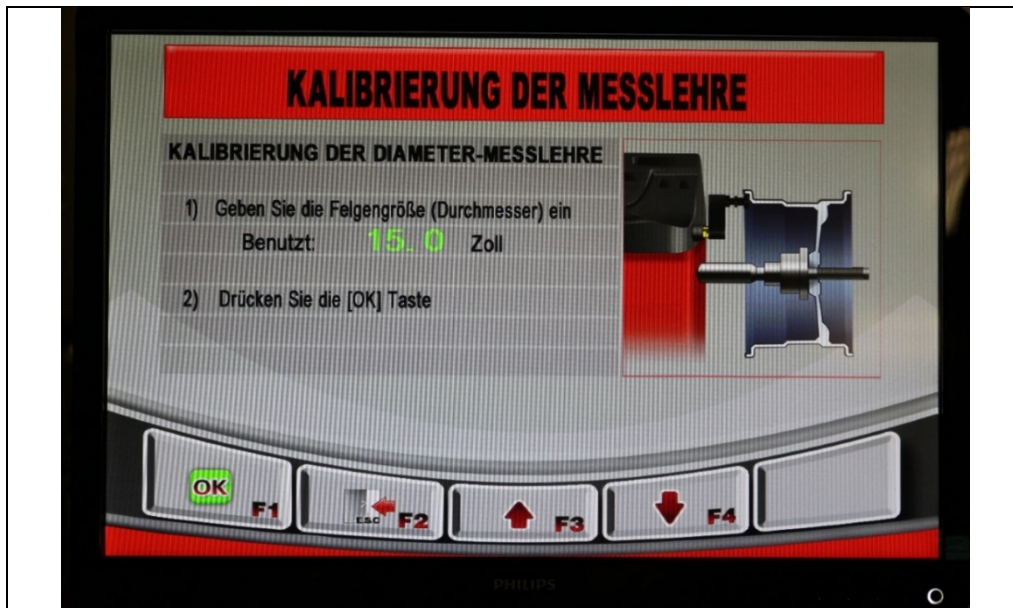 KALIBRIERUNG DER MESSLEHRE
KALIBRIERUNG DER DIAMETER-MESSLEHRE
1) Geben Sie die Felgengröße (Durchmesser) ein
Benutzt: 15.0 Zoll
2) Drücken Sie die [OK] Taste
OK F1
ESC F2
F3
F4
PHILIPS